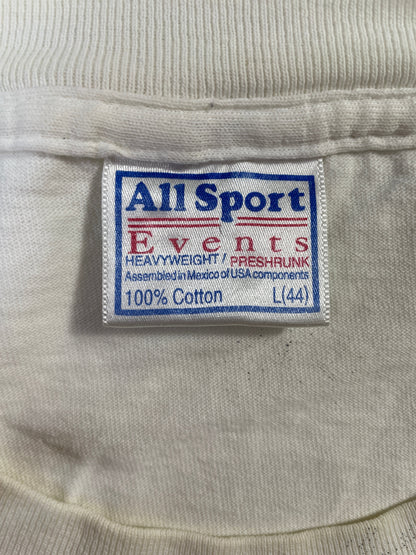 All Sport
Events
HEAVYWEIGHT / PRESHRUNK
Assembled in Mexico of USA components
100% Cotton L(44)